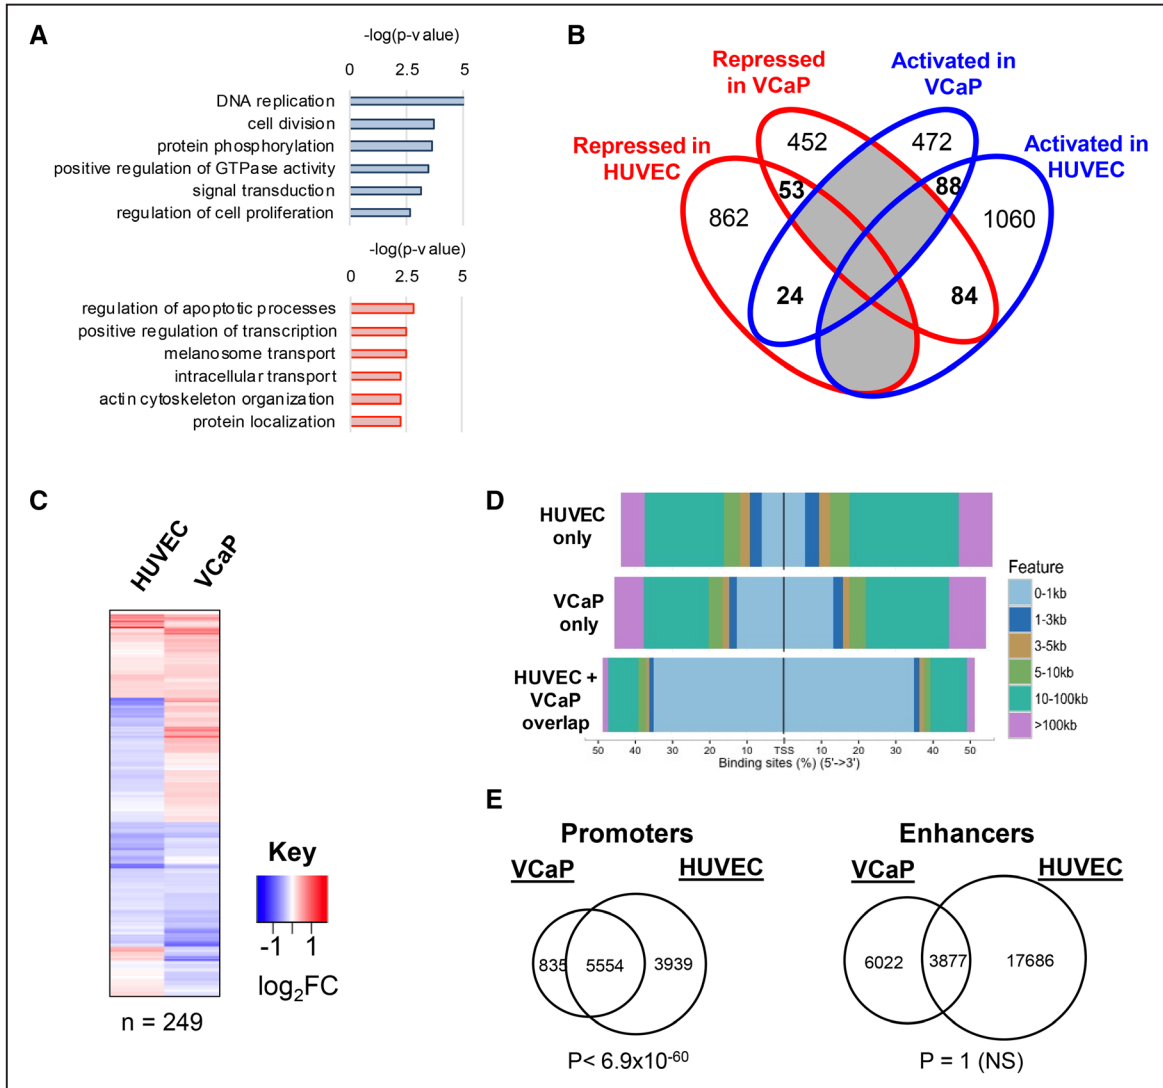 A
-log(p-value)
0 2.5 5
DNA replication
cell division
protein phosphorylation
positive regulation of GTPase activity
signal transduction
regulation of cell proliferation
-log(p-value)
0 2.5 5
regulation of apoptotic processes
positive regulation of transcription
melanosome transport
intracellular transport
actin cytoskeleton organization
protein localization
B
Repressed
in VCaP
Activated in
VCaP
Repressed in
HUVEC
Activated in
HUVEC
452 472
53 88
862 1060
24 84
C
HUVEC
VCaP
Key
-1 1
log2FC
n = 249
D
HUVEC
only
VCaP
only
HUVEC +
VCaP
overlap
50 40 30 20 10 TSS 10 20 30 40 50
Binding sites (%) (5'->3')
Feature
0-1kb
1-3kb
3-5kb
5-10kb
10-100kb
>100kb
E
Promoters
VCaP HUVEC
835 5554 3939
P< 6.9x10-60
Enhancers
VCaP HUVEC
6022 3877 17686
P = 1 (NS)